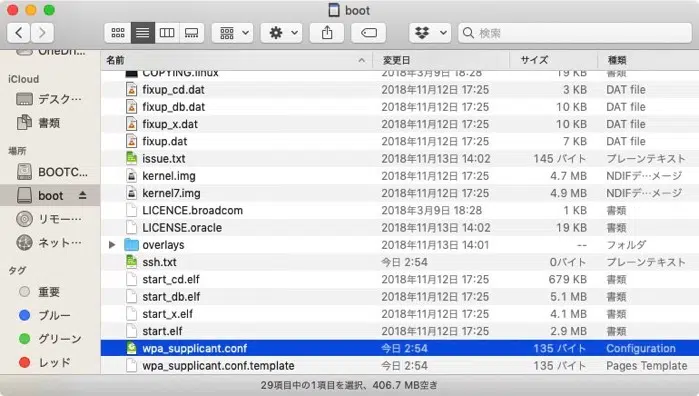 boot
検索
名前 変更日 サイズ 種類
OneDri…
iCloud
デスク…
書類
場所
BOOTC…
boot
リモー…
ネット…
タグ
重要
ブルー
グリーン
レッド
COPYING.linux 2018年3月9日 18:28 19 KB 書類
fixup_cd.dat 2018年11月12日 17:25 3 KB DAT file
fixup_db.dat 2018年11月12日 17:25 10 KB DAT file
fixup_x.dat 2018年11月12日 17:25 10 KB DAT file
fixup.dat 2018年11月12日 17:25 7 KB DAT file
issue.txt 2018年11月13日 14:02 145 バイト プレーンテキスト
kernel.img 2018年11月12日 17:25 4.7 MB NDIFデ…メージ
kernel7.img 2018年11月12日 17:25 4.9 MB NDIFデ…メージ
LICENCE.broadcom 2018年3月9日 18:28 1 KB 書類
LICENSE.oracle 2018年11月13日 14:02 19 KB 書類
overlays 2018年11月13日 14:01 -- フォルダ
ssh.txt 今日 2:54 0バイト プレーンテキスト
start_cd.elf 2018年11月12日 17:25 679 KB 書類
start_db.elf 2018年11月12日 17:25 5.1 MB 書類
start_x.elf 2018年11月12日 17:25 4.1 MB 書類
start.elf 2018年11月12日 17:25 2.9 MB 書類
wpa_supplicant.conf 今日 2:54 135 バイト Configuration
wpa_supplicant.conf.template 今日 2:54 135 バイト Pages Template
29項目中の1項目を選択、406.7 MB空き